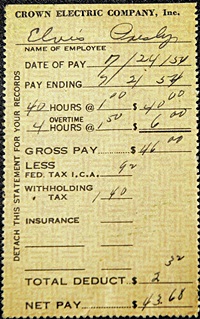 CROWN ELECTRIC COMPANY, Inc.
Elvis Presley
NAME OF EMPLOYEE
DATE OF PAY 7/24/54
PAY ENDING 7 21 54
40 HOURS @ 1 00 $ 40 00
4 OVERTIME HOURS @ 1 50 $ 6 00
GROSS PAY $ 46 00
LESS FED. TAX I.C.A. 92
WITHHOLDING " TAX 1 40
INSURANCE
TOTAL DEDUCT. $ 2 32
NET PAY $ 43.68
DETACH THIS STATEMENT FOR YOUR RECORDS